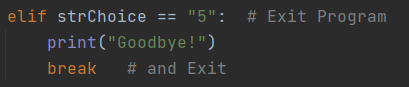 elif strChoice == "5":  # Exit Program
    print("Goodbye!")
    break   # and Exit